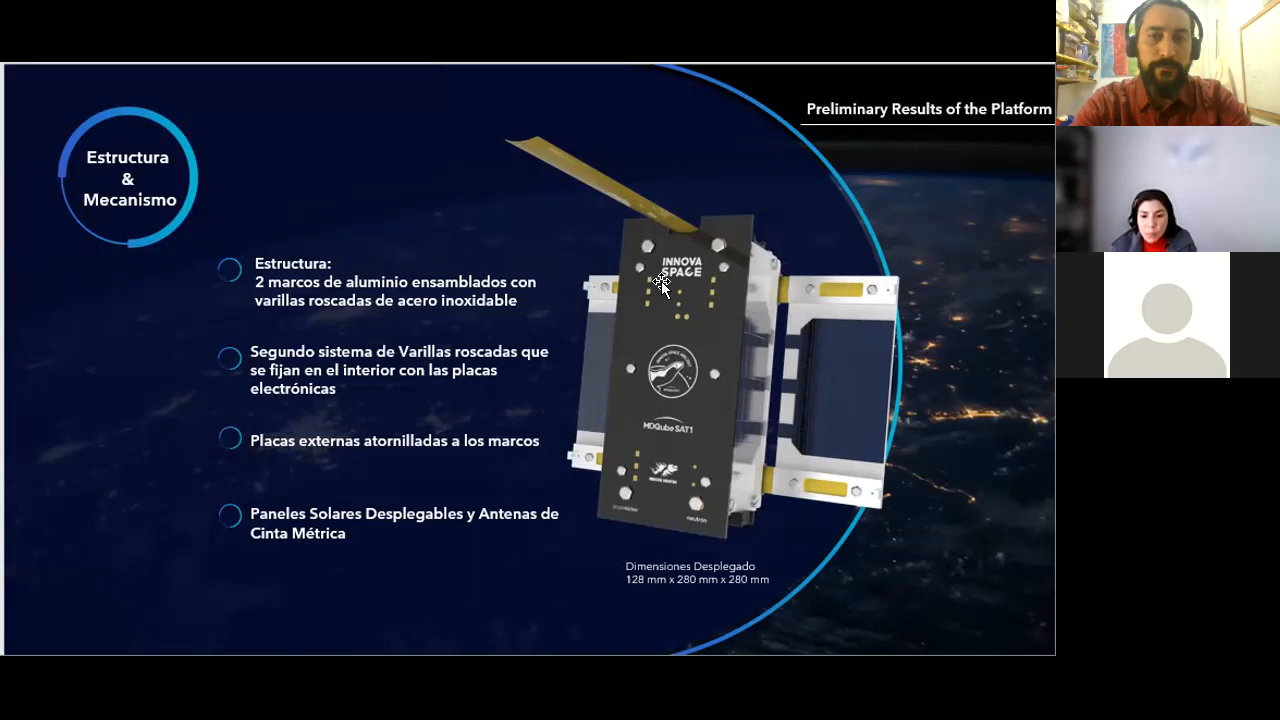 Preliminary Results of the Platform
Estructura
&
Mecanismo
Estructura:
2 marcos de aluminio ensamblados con
varillas roscadas de acero inoxidable
Segundo sistema de Varillas roscadas que
se fijan en el interior con las placas
electrónicas
Placas externas atornilladas a los marcos
Paneles Solares Desplegables y Antenas de
Cinta Métrica
INNOVA
SPACE
MDQube SAT1
neutrón
Dimensiones Desplegado
128 mm x 280 mm x 280 mm